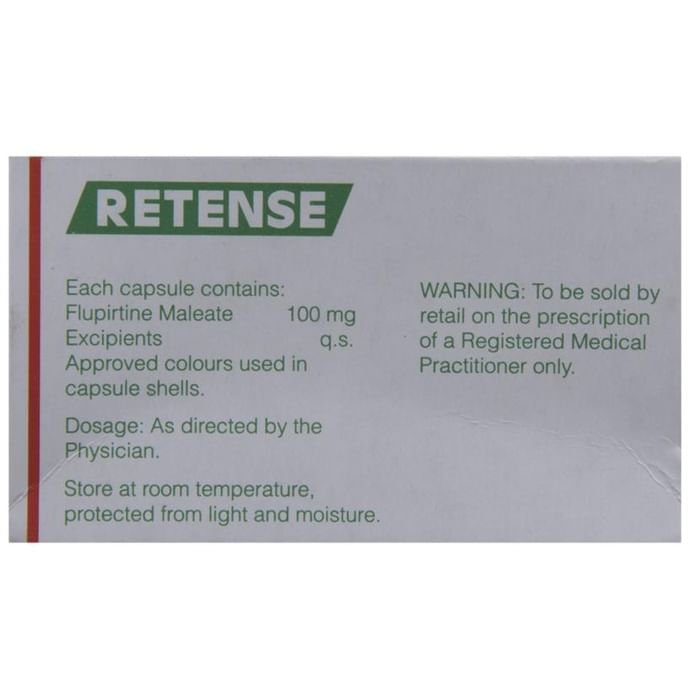 RETENSE
Each capsule contains:
Flupirtine Maleate 100 mg
Excipients q.s.
Approved colours used in
capsule shells.
Dosage: As directed by the
Physician.
Store at room temperature,
protected from light and moisture.
WARNING: To be sold by
retail on the prescription
of a Registered Medical
Practitioner only.